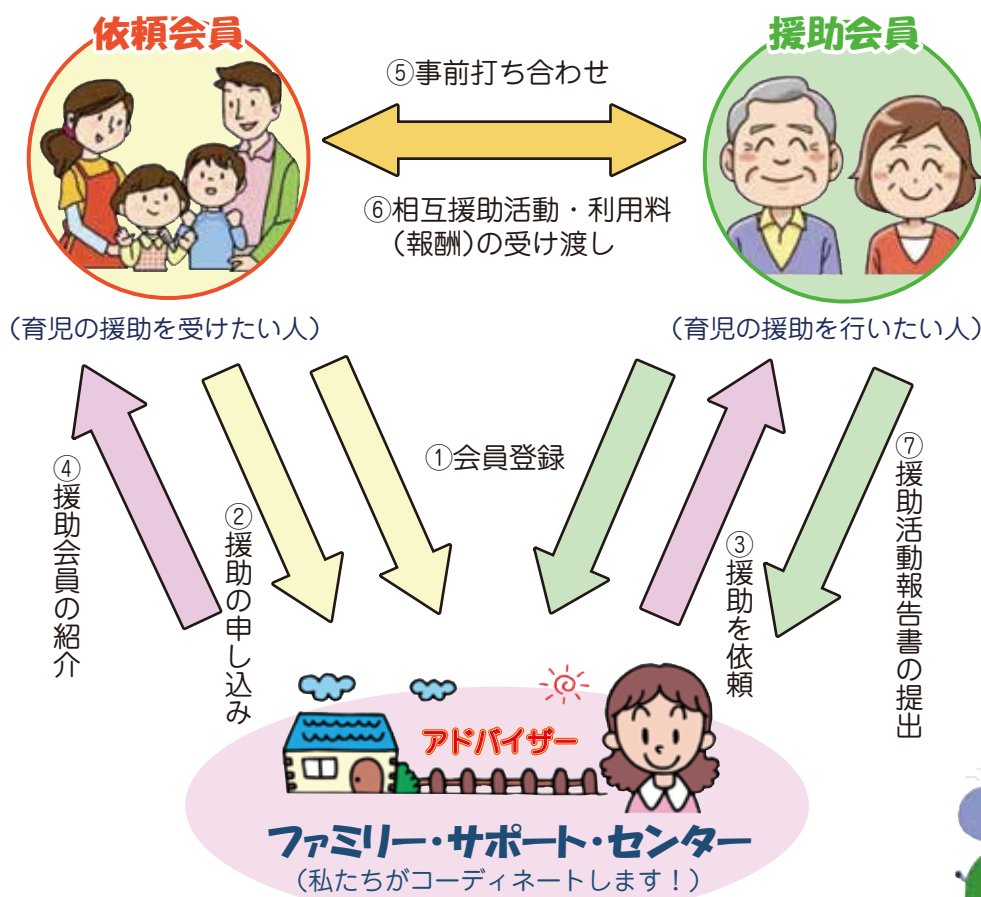 依頼会員
援助会員
⑤事前打ち合わせ
⑥相互援助活動・利用料
(報酬)の受け渡し
(育児の援助を受けたい人)
(育児の援助を行いたい人)
①会員登録
④援助会員の紹介
②援助の申し込み
③援助を依頼
⑦援助活動報告書の提出
アドバイザー
ファミリー・サポート・センター
(私たちがコーディネートします!)